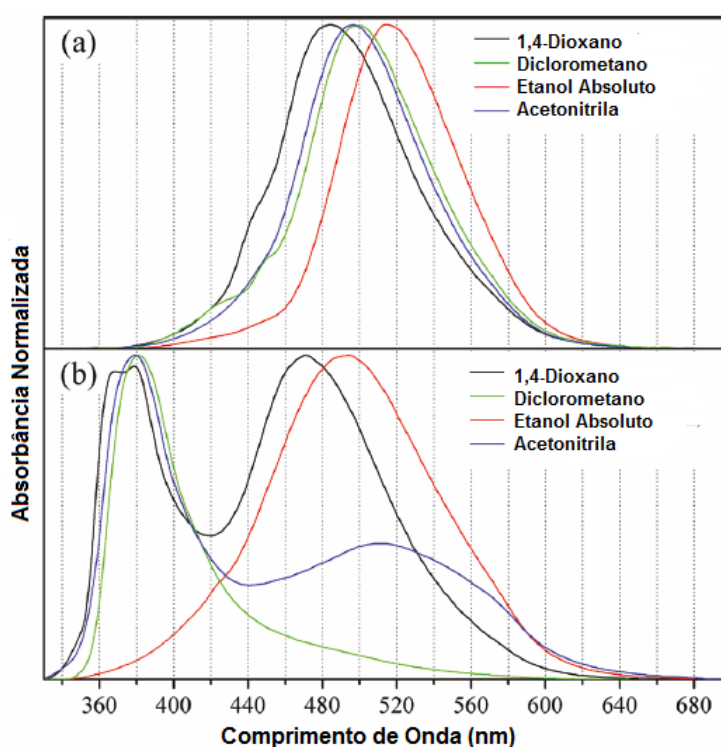 (a)
1,4-Dioxano
Diclorometano
Etanol Absoluto
Acetonitrila
Absorbância Normalizada
(b)
1,4-Dioxano
Diclorometano
Etanol Absoluto
Acetonitrila
360 400 440 480 520 560 600 640 680
Comprimento de Onda (nm)